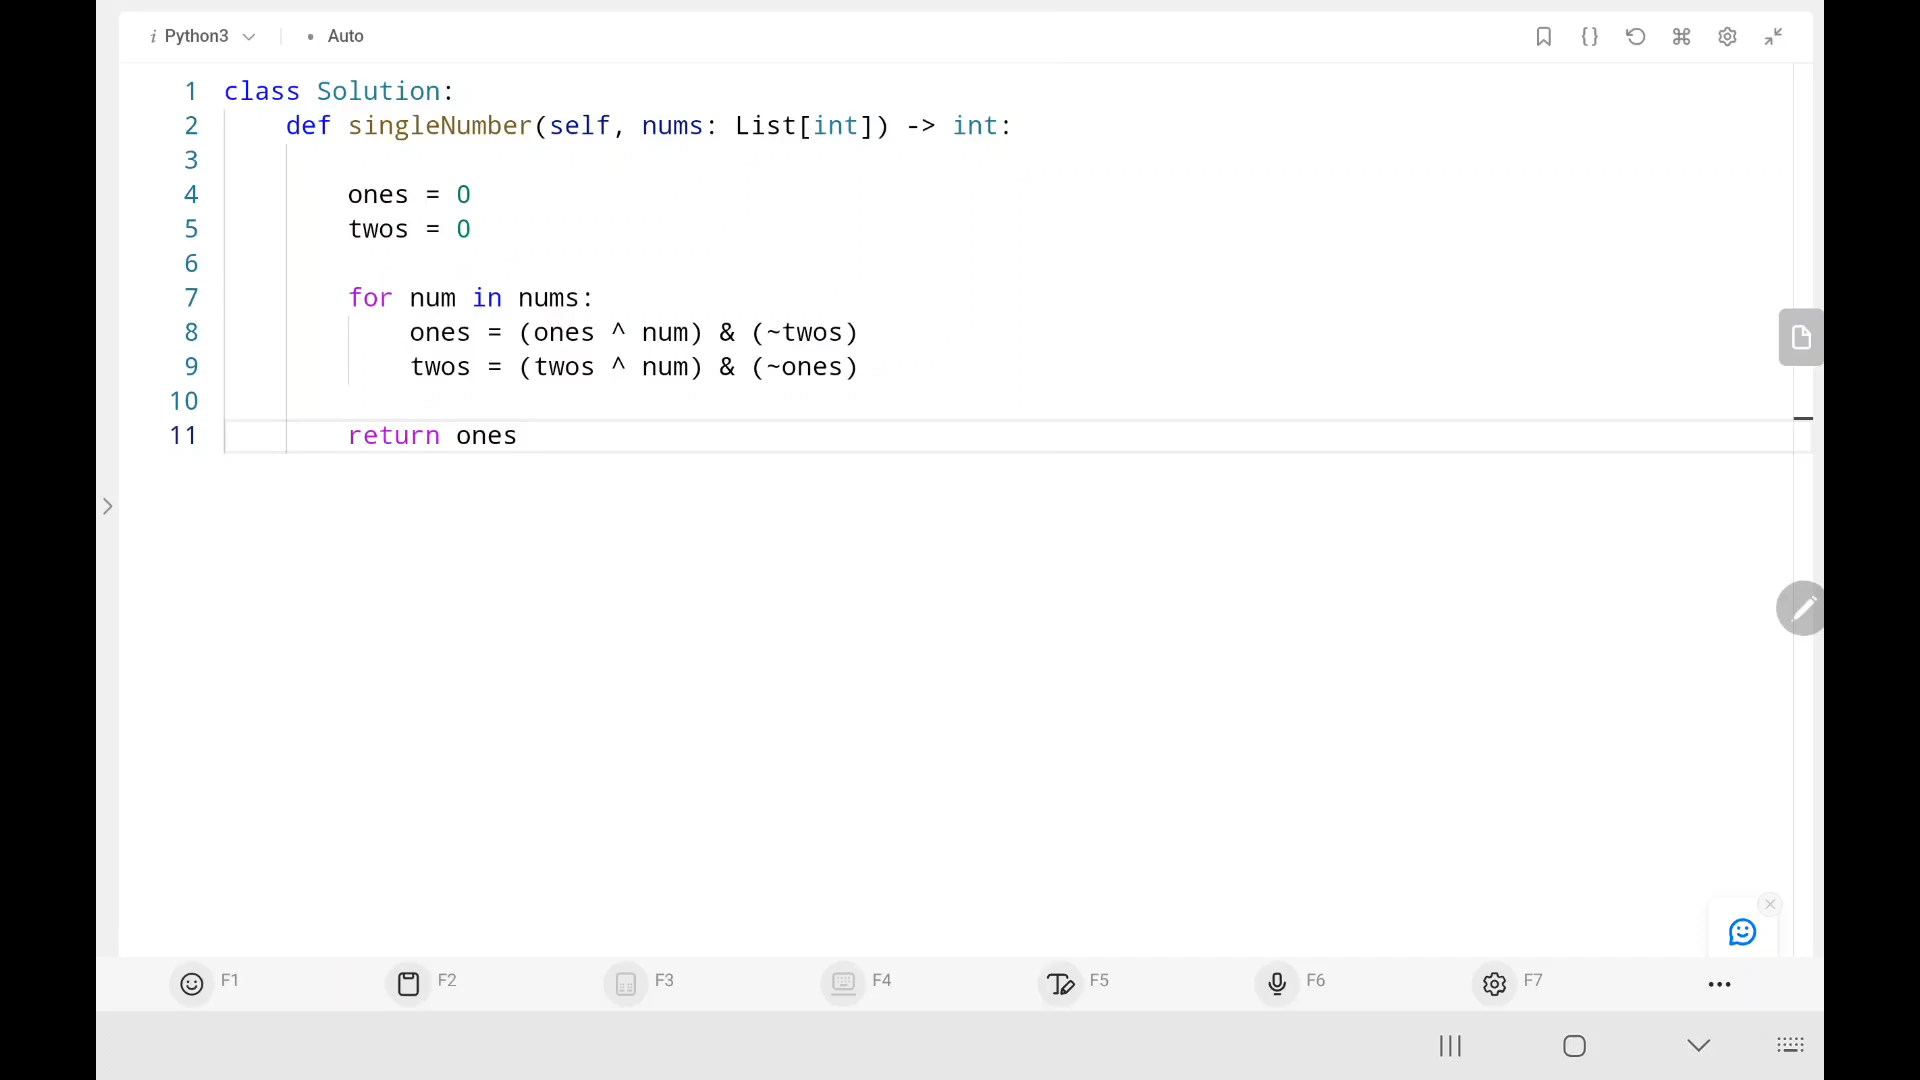 i Python3 • Auto
1 class Solution:
2 def singleNumber(self, nums: List[int]) -> int:
3
4 ones = 0
5 twos = 0
6
7 for num in nums:
8 ones = (ones ^ num) & (~twos)
9 twos = (twos ^ num) & (~ones)
10
11 return ones
F1 F2 F3 F4 F5 F6 F7